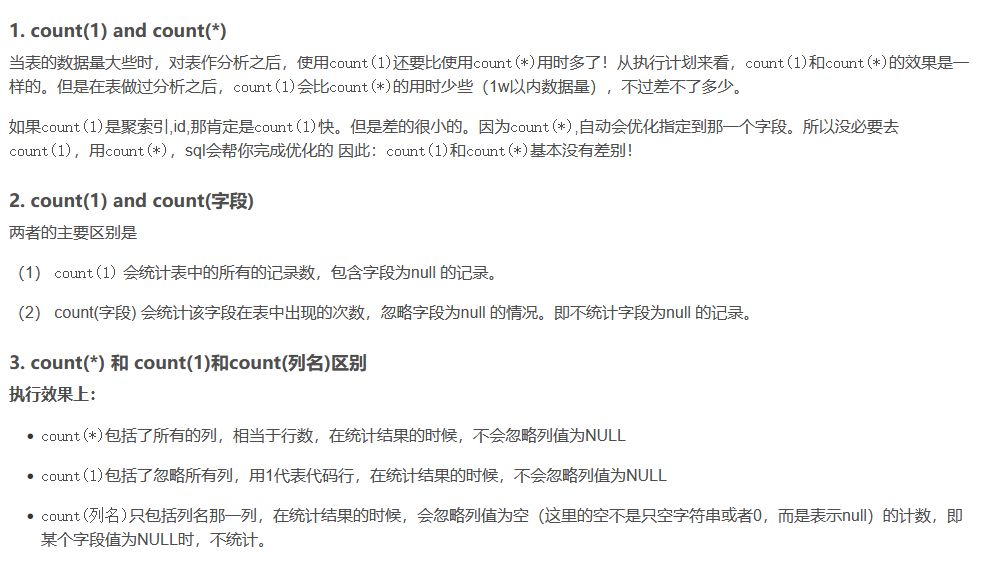 1. count(1) and count(*)
当表的数据量大些时，对表作分析之后，使用count(1)还要比使用count(*)用时多了！从执行计划来看，count(1)和count(*)的效果是一
样的。但是在表做过分析之后，count(1)会比count(*)的用时少些（1w以内数据量），不过差不了多少。
如果count(1)是聚索引,id,那肯定是count(1)快。但是差的很小的。因为count(*),自动会优化指定到那一个字段。所以没必要去
count(1)，用count(*)，sql会帮你完成优化的 因此：count(1)和count(*)基本没有差别！
2. count(1) and count(字段)
两者的主要区别是
（1） count(1) 会统计表中的所有的记录数，包含字段为null 的记录。
（2） count(字段) 会统计该字段在表中出现的次数，忽略字段为null 的情况。即不统计字段为null 的记录。
3. count(*) 和 count(1)和count(列名)区别
执行效果上：
• count(*)包括了所有的列，相当于行数，在统计结果的时候，不会忽略列值为NULL
• count(1)包括了忽略所有列，用1代表代码行，在统计结果的时候，不会忽略列值为NULL
• count(列名)只包括列名那一列，在统计结果的时候，会忽略列值为空（这里的空不是只空字符串或者0，而是表示null）的计数，即
某个字段值为NULL时，不统计。